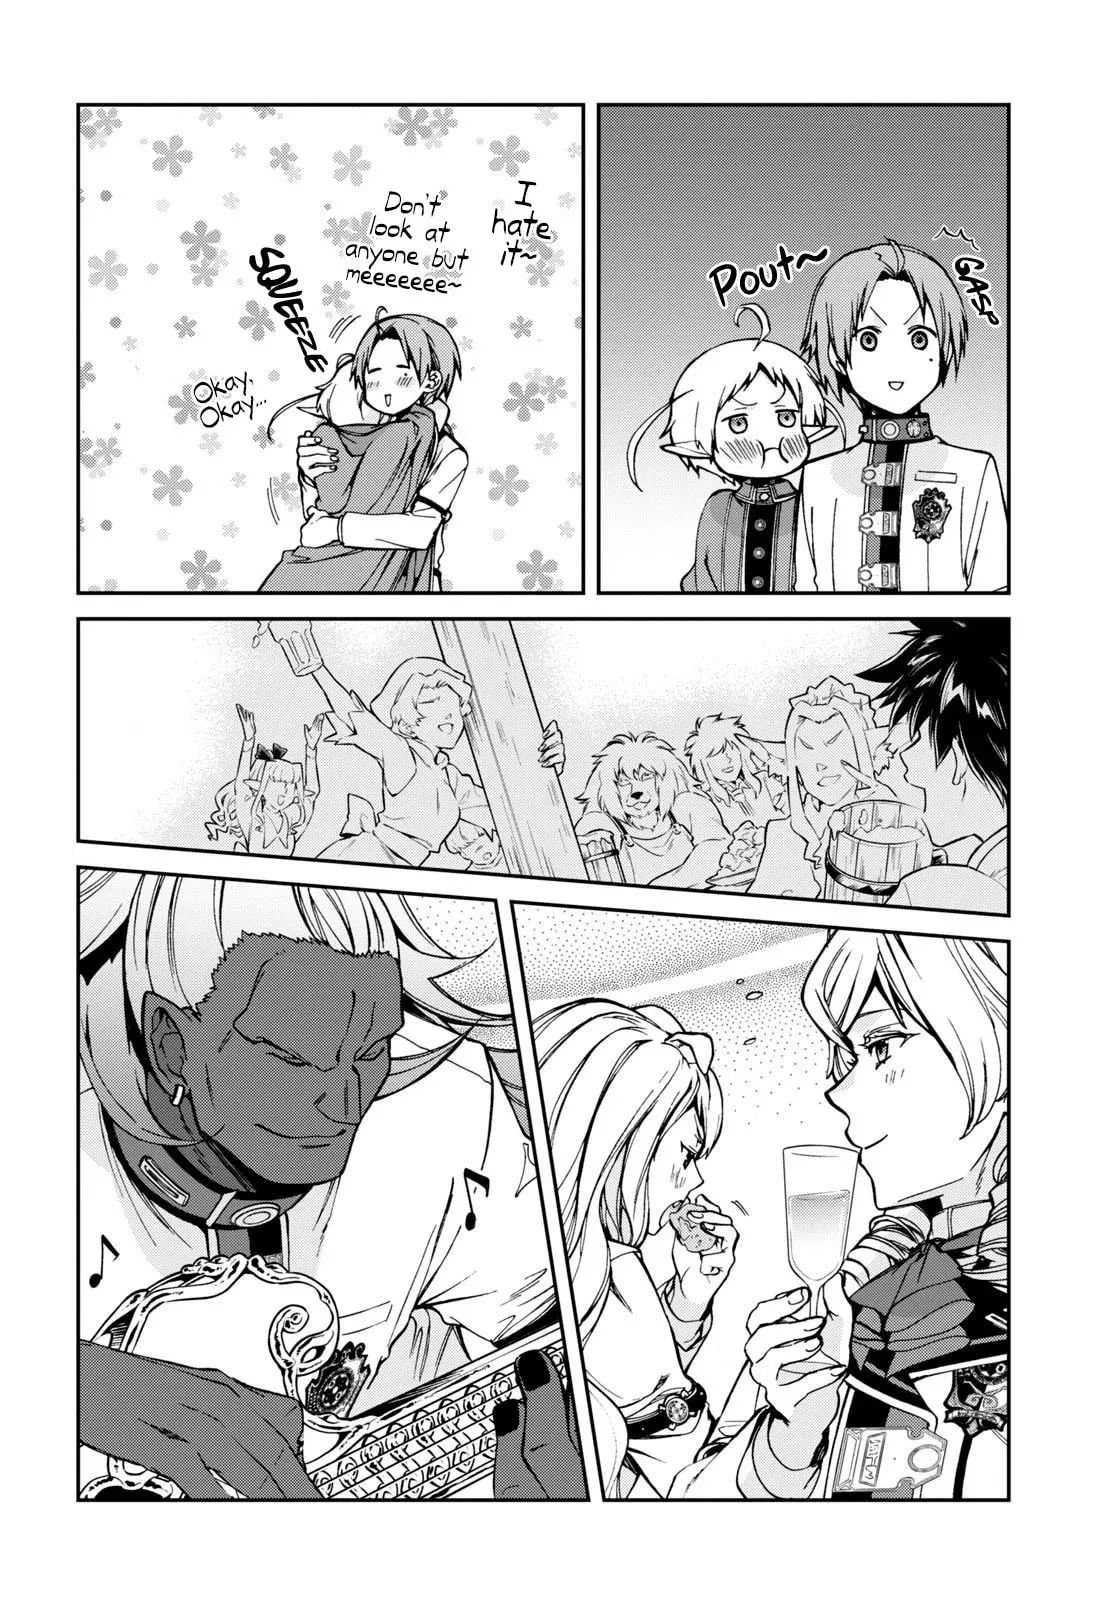 GASP
Pout~
I
hate
it~
Don't
look at
anyone but
meeeeeee~
SQUEEZE
Okay,
Okay...